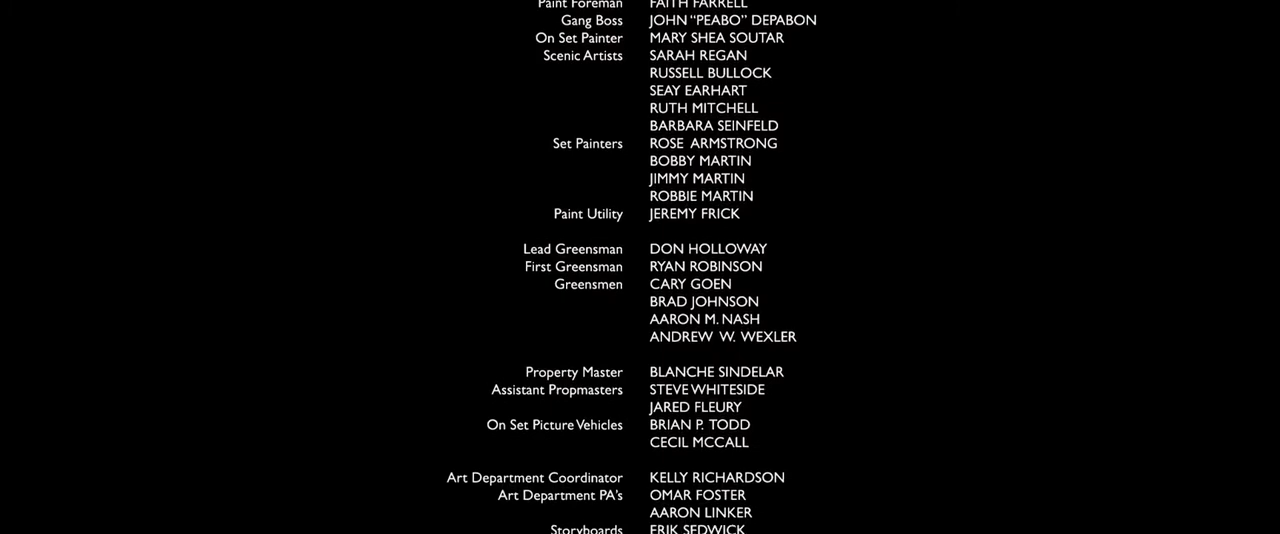 Paint Foreman FAITH FARRELL
Gang Boss JOHN “PEABO” DEPABON
On Set Painter MARY SHEA SOUTAR
Scenic Artists SARAH REGAN
RUSSELL BULLOCK
SEAY EARHART
RUTH MITCHELL
BARBARA SEINFELD
Set Painters ROSE ARMSTRONG
BOBBY MARTIN
JIMMY MARTIN
ROBBIE MARTIN
Paint Utility JEREMY FRICK
Lead Greensman DON HOLLOWAY
First Greensman RYAN ROBINSON
Greensmen CARY GOEN
BRAD JOHNSON
AARON M. NASH
ANDREW W. WEXLER
Property Master BLANCHE SINDELAR
Assistant Propmasters STEVE WHITESIDE
JARED FLEURY
On Set Picture Vehicles BRIAN P. TODD
CECIL MCCALL
Art Department Coordinator KELLY RICHARDSON
Art Department PA's OMAR FOSTER
AARON LINKER
Storyboards ERIK SEDWICK